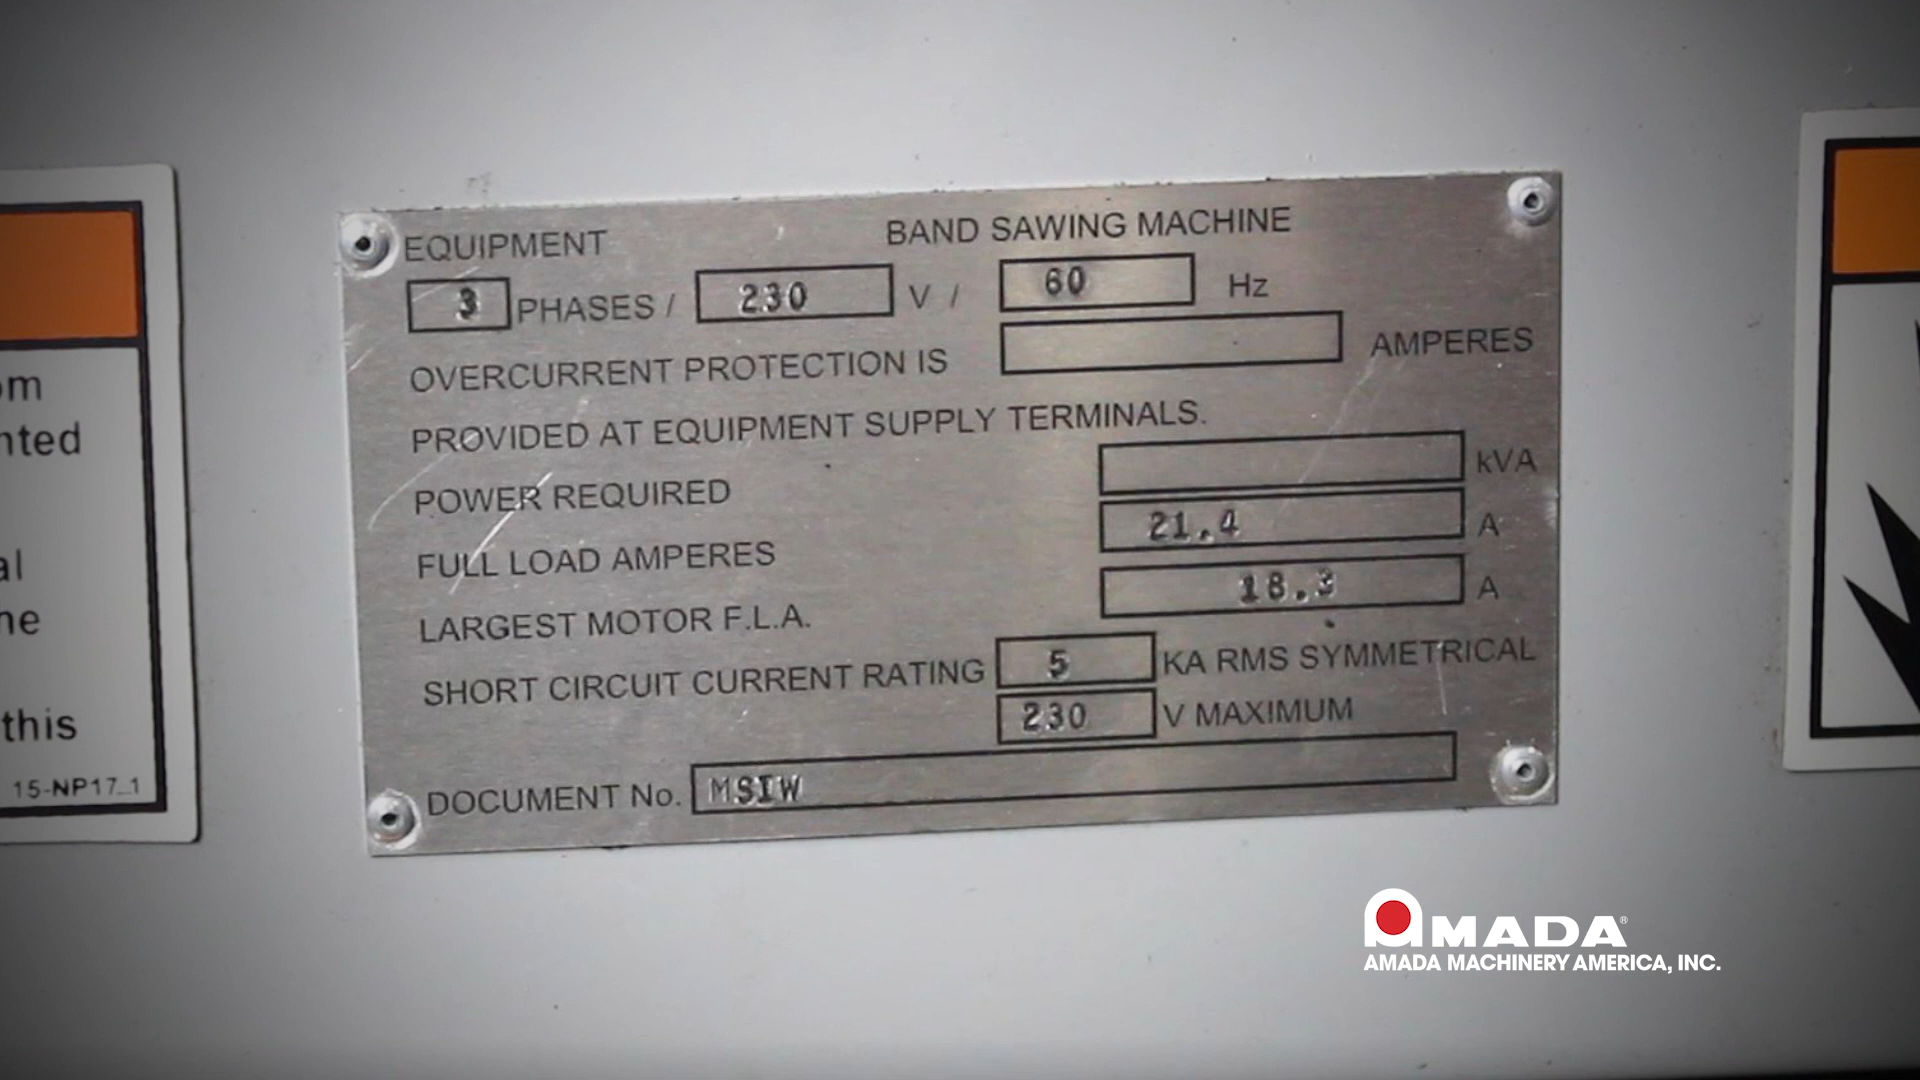 EQUIPMENT BAND SAWING MACHINE
3 PHASES / 230 V / 60 Hz
OVERCURRENT PROTECTION IS AMPERES
PROVIDED AT EQUIPMENT SUPPLY TERMINALS.
POWER REQUIRED kVA
FULL LOAD AMPERES 21.4 A
LARGEST MOTOR F.L.A. 18.3 A
SHORT CIRCUIT CURRENT RATING 5 KA RMS SYMMETRICAL
230 V MAXIMUM
DOCUMENT No. MSIW
om
nted
al
ne
this
15-NP17_1
AMADA®
AMADA MACHINERY AMERICA, INC.